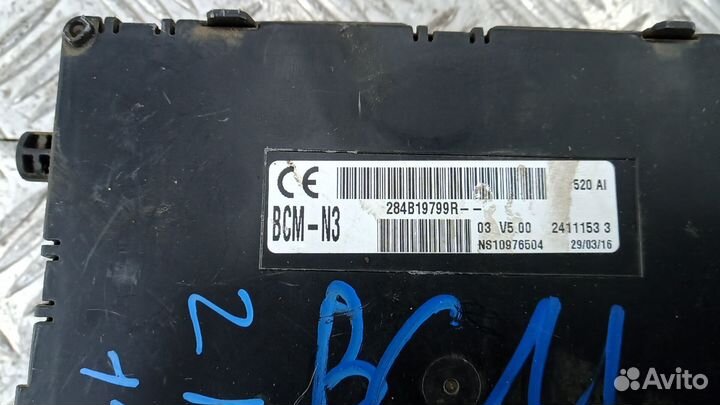 CE 520 AI
284B19799R--
BCM-N3 03 V5.00 2411153 3
NS10976504 29/03/16
Avito